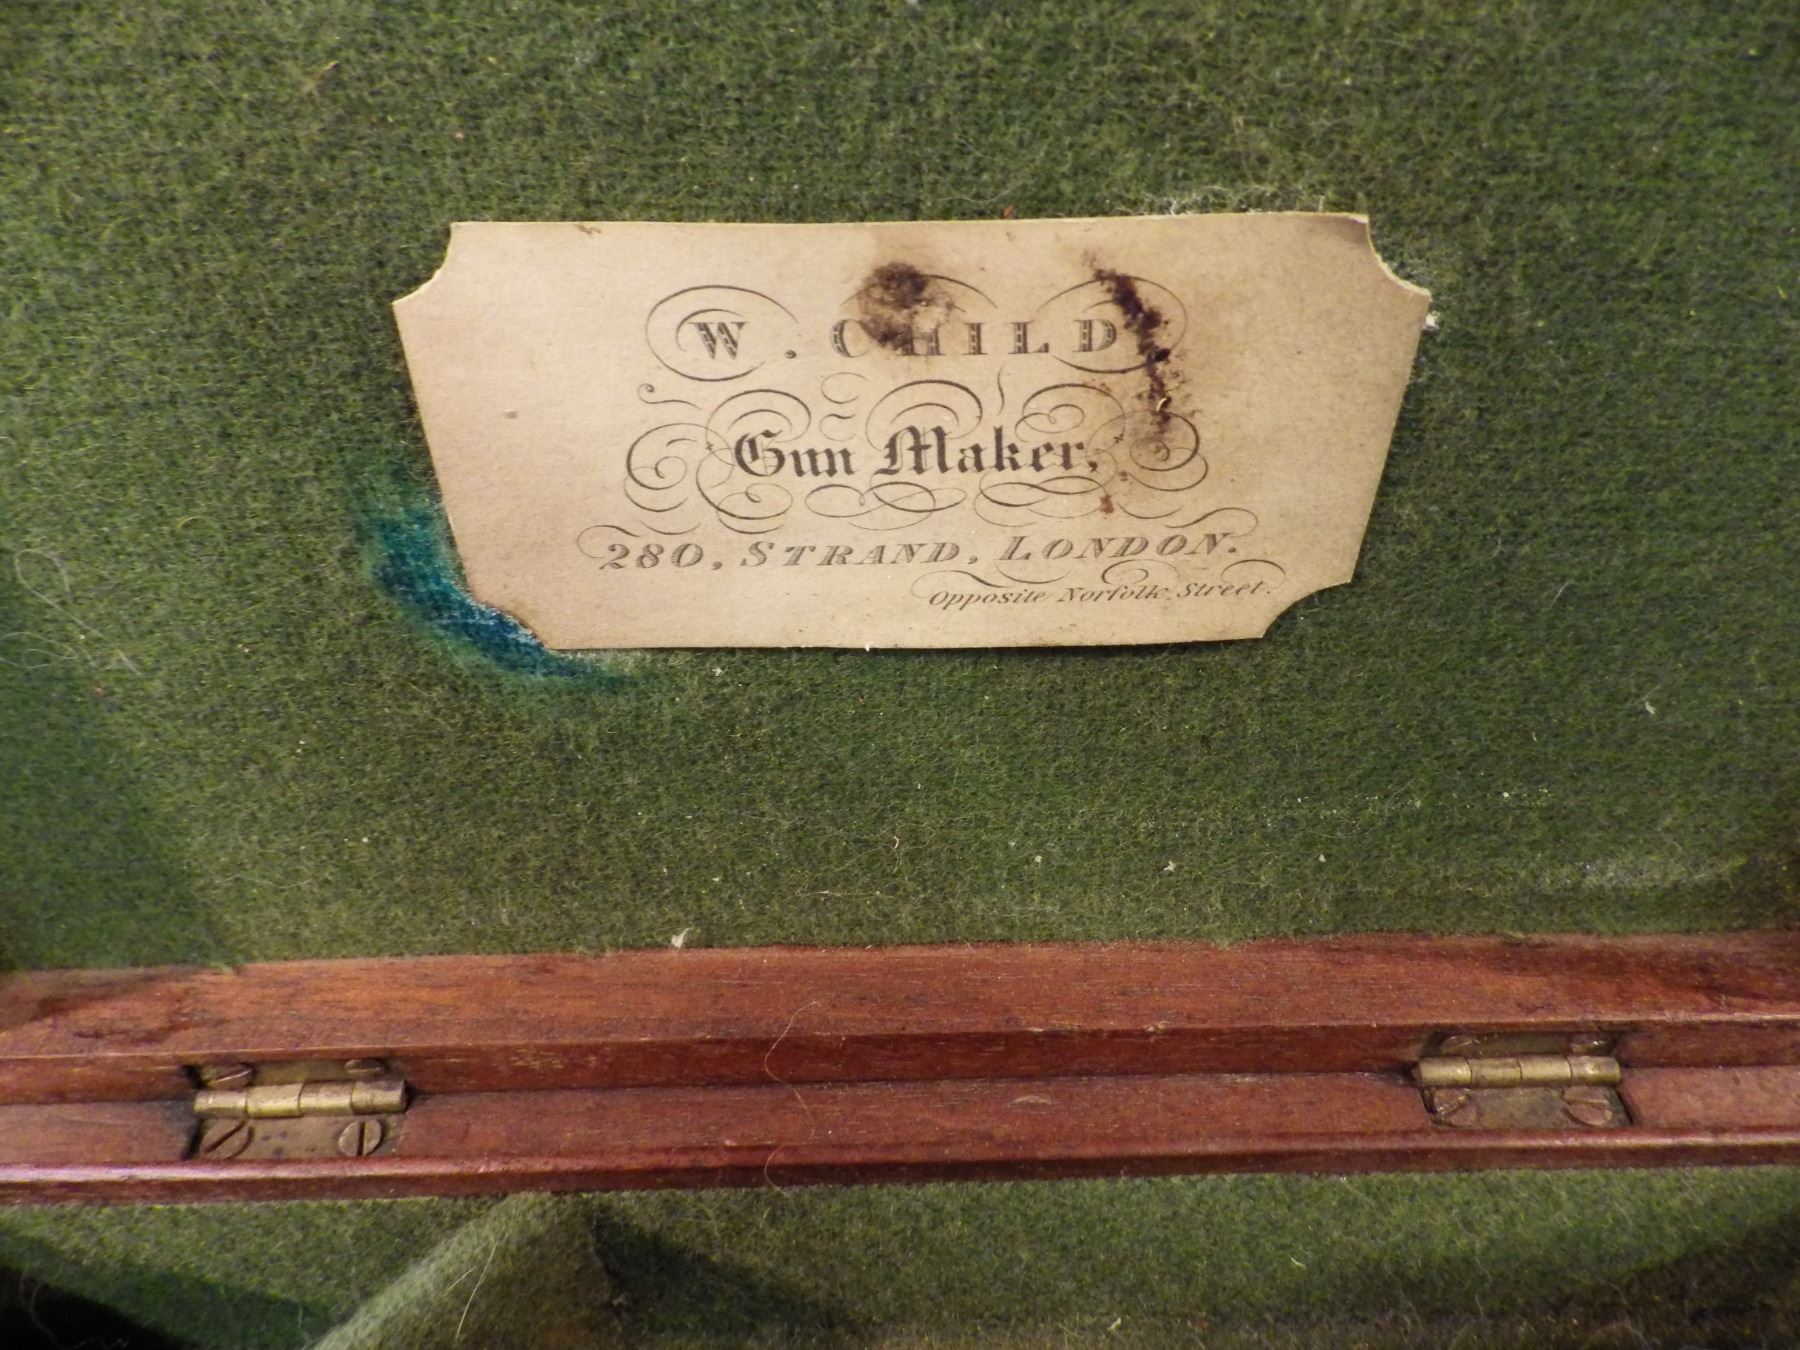 W. CHILD
Gun Maker,
280, STRAND, LONDON.
Opposite Norfolk Street.